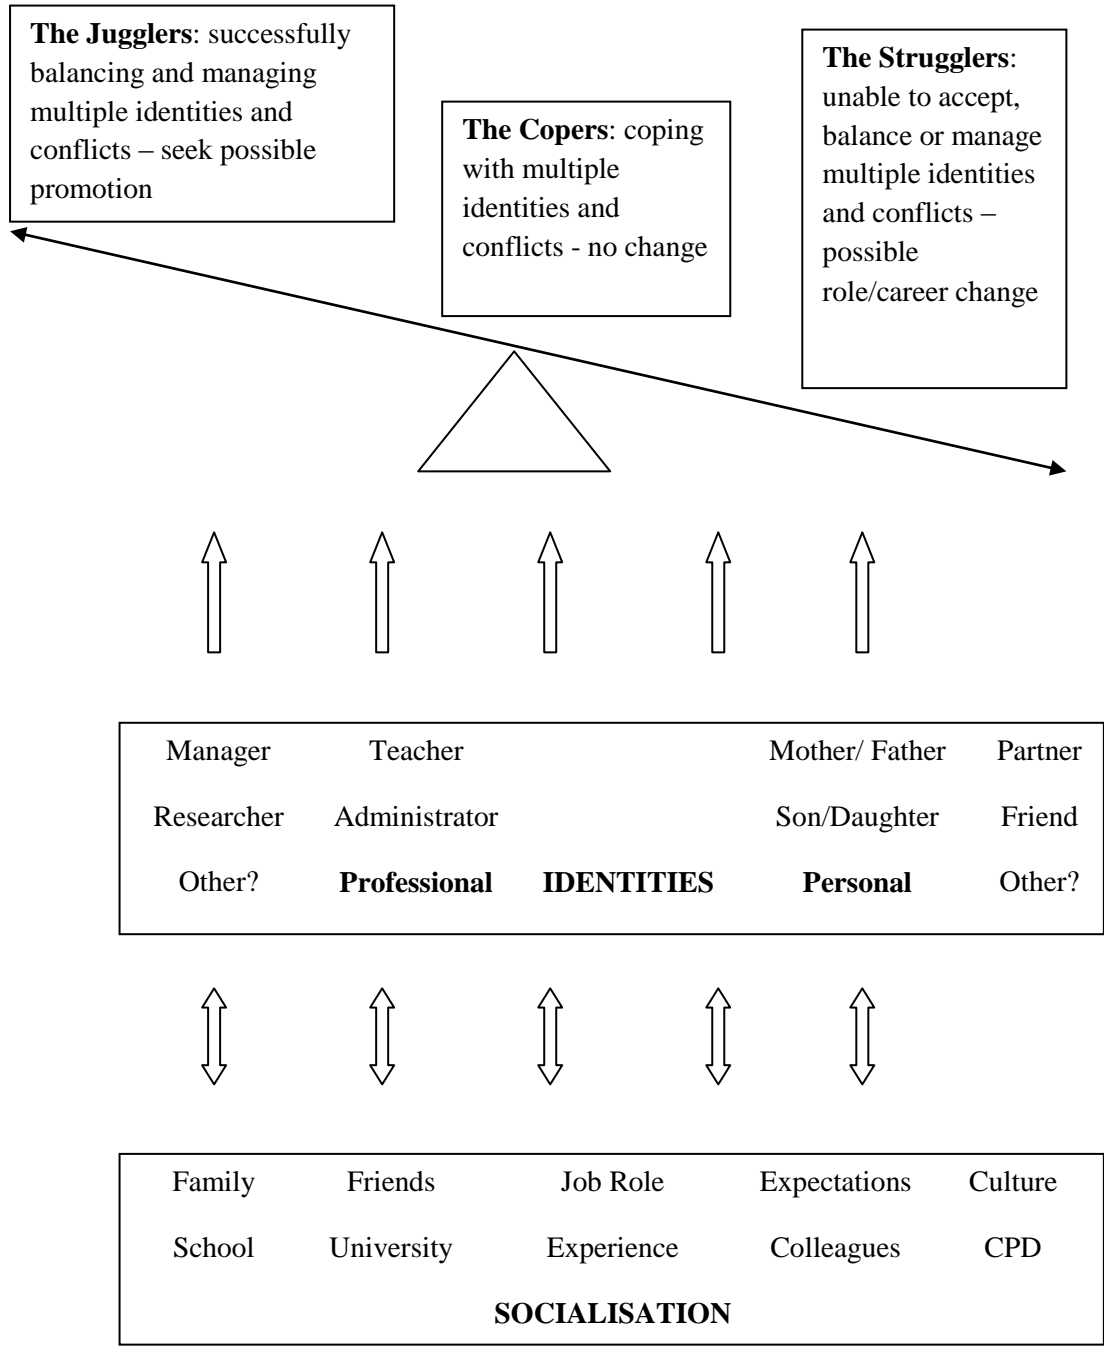 The Jugglers: successfully
balancing and managing
multiple identities and
conflicts – seek possible
promotion
The Copers: coping
with multiple
identities and
conflicts - no change
The Strugglers:
unable to accept,
balance or manage
multiple identities
and conflicts –
possible
role/career change
Manager Teacher Mother/ Father Partner
Researcher Administrator Son/Daughter Friend
Other? Professional IDENTITIES Personal Other?
Family Friends Job Role Expectations Culture
School University Experience Colleagues CPD
SOCIALISATION